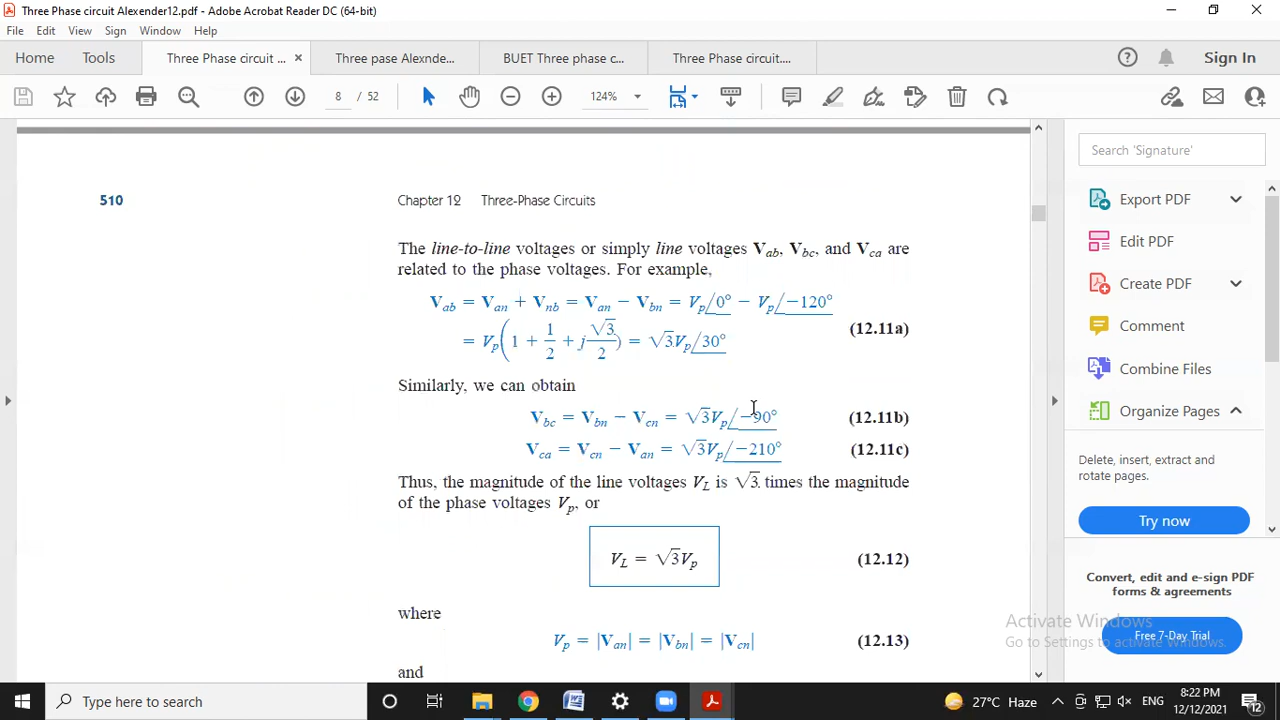 Three Phase circuit Alexender12.pdf - Adobe Acrobat Reader DC (64-bit)
File Edit View Sign Window Help
Home Tools Three Phase circuit ... × Three pase Alexnde... BUET Three phase c... Three Phase circuit.... Sign In
8 / 52 124%
Search 'Signature'
Export PDF
Edit PDF
Create PDF
Comment
Combine Files
Organize Pages
Delete, insert, extract and
rotate pages.
Try now
Convert, edit and e-sign PDF
forms & agreements
Free 7-Day Trial
Activate Windows
Go to Settings to activate Windows.
510 Chapter 12 Three-Phase Circuits
The line-to-line voltages or simply line voltages V_ab, V_bc, and V_ca are
related to the phase voltages. For example,
V_ab = V_an + V_nb = V_an − V_bn = V_p/0° − V_p/−120°
= V_p(1 + 1/2 + j√3/2) = √3V_p/30° (12.11a)
Similarly, we can obtain
V_bc = V_bn − V_cn = √3V_p/−90° (12.11b)
V_ca = V_cn − V_an = √3V_p/−210° (12.11c)
Thus, the magnitude of the line voltages V_L is √3 times the magnitude
of the phase voltages V_p, or
V_L = √3V_p (12.12)
where
V_p = |V_an| = |V_bn| = |V_cn| (12.13)
and
Type here to search 27°C Haze ENG 8:22 PM
12/12/2021 12